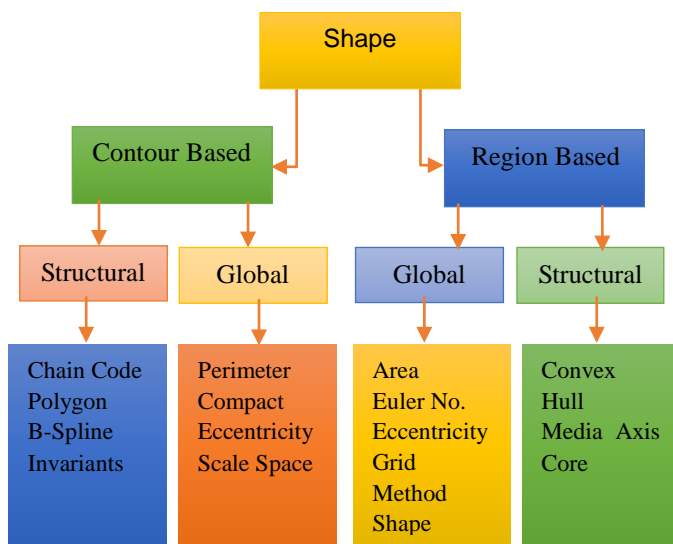 Shape
Contour Based
Region Based
Structural
Global
Global
Structural
Chain Code
Polygon
B-Spline
Invariants
Perimeter
Compact
Eccentricity
Scale Space
Area
Euler No.
Eccentricity
Grid
Method
Shape
Convex
Hull
Media Axis
Core